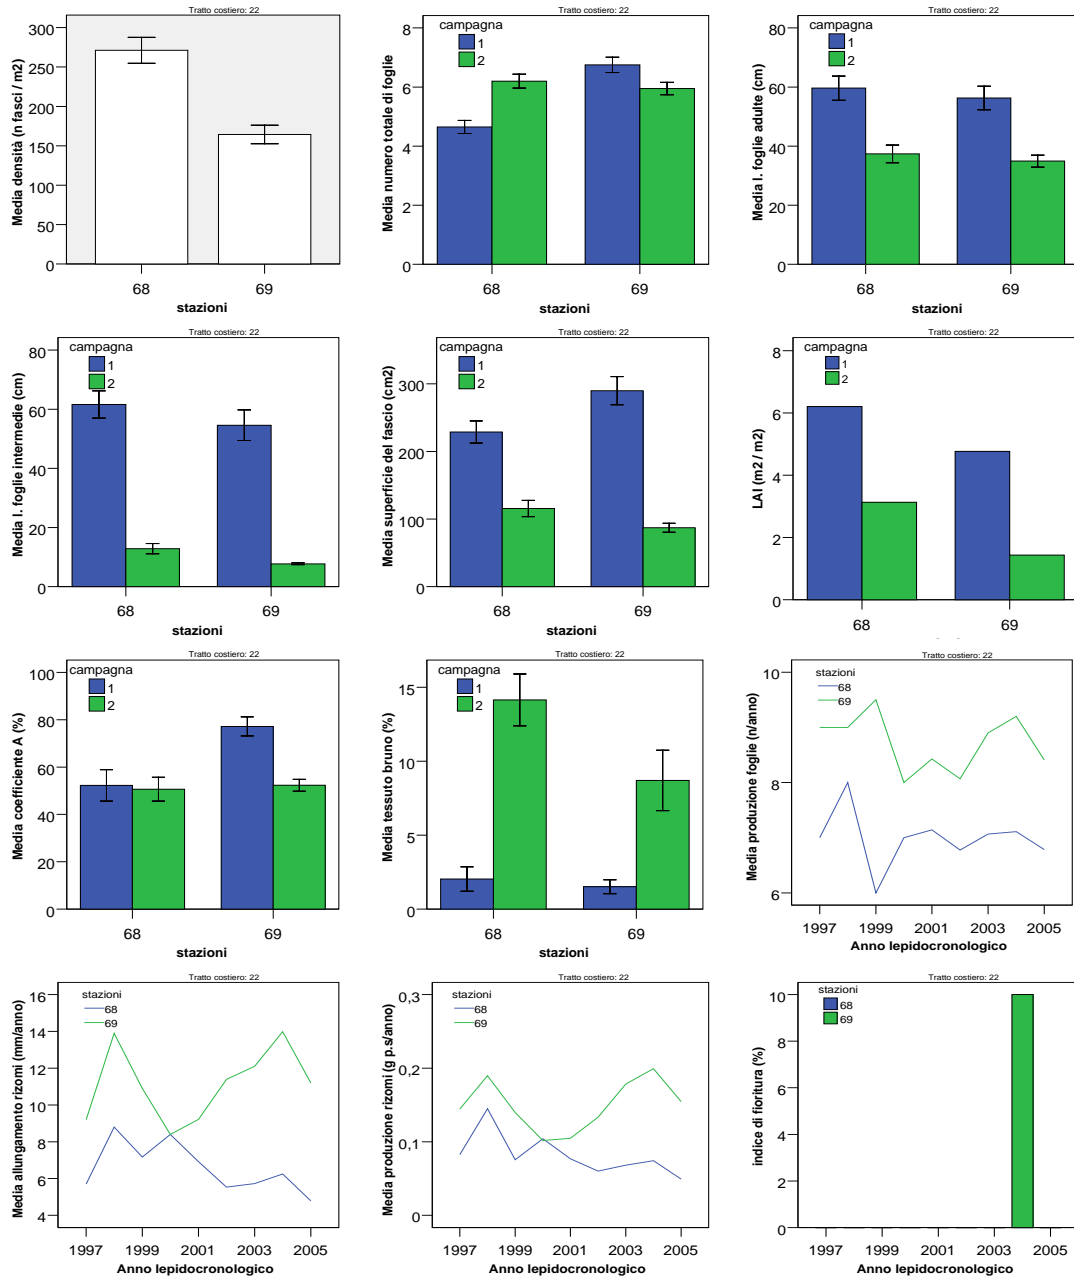 Tratto costiero: 22
Media densità (n fasci / m2)
300
250
200
150
100
50
0
68
69
stazioni
Tratto costiero: 22
campagna
1
2
Media numero totale di foglie
8
6
4
2
0
68
69
stazioni
Tratto costiero: 22
campagna
1
2
Media l. foglie adulte (cm)
80
60
40
20
0
68
69
stazioni
Tratto costiero: 22
campagna
1
2
Media l. foglie intermedie (cm)
80
60
40
20
0
68
69
stazioni
Tratto costiero: 22
campagna
1
2
Media superficie del fascio (cm2)
300
200
100
0
68
69
stazioni
Tratto costiero: 22
campagna
1
2
LAI (m2 / m2)
8
6
4
2
0
68
69
Tratto costiero: 22
campagna
1
2
Media coefficiente A (%)
100
80
60
40
20
0
68
69
stazioni
Tratto costiero: 22
campagna
1
2
Media tessuto bruno (%)
15
10
5
0
68
69
stazioni
Tratto costiero: 22
stazioni
68
69
Media produzione foglie (n/anno)
10
8
6
1997
1999
2001
2003
2005
Anno lepidocronologico
Tratto costiero: 22
stazioni
68
69
Media allungamento rizomi (mm/anno)
16
14
12
10
8
6
4
1997
1999
2001
2003
2005
Anno lepidocronologico
Tratto costiero: 22
stazioni
68
69
Media produzione rizomi (g p.s/anno)
0,3
0,2
0,1
0
1997
1999
2001
2003
2005
Anno lepidocronologico
Tratto costiero: 22
stazioni
68
69
indice di fioritura (%)
10
8
6
4
2
0
1997
1999
2001
2003
2005
Anno lepidocronologico